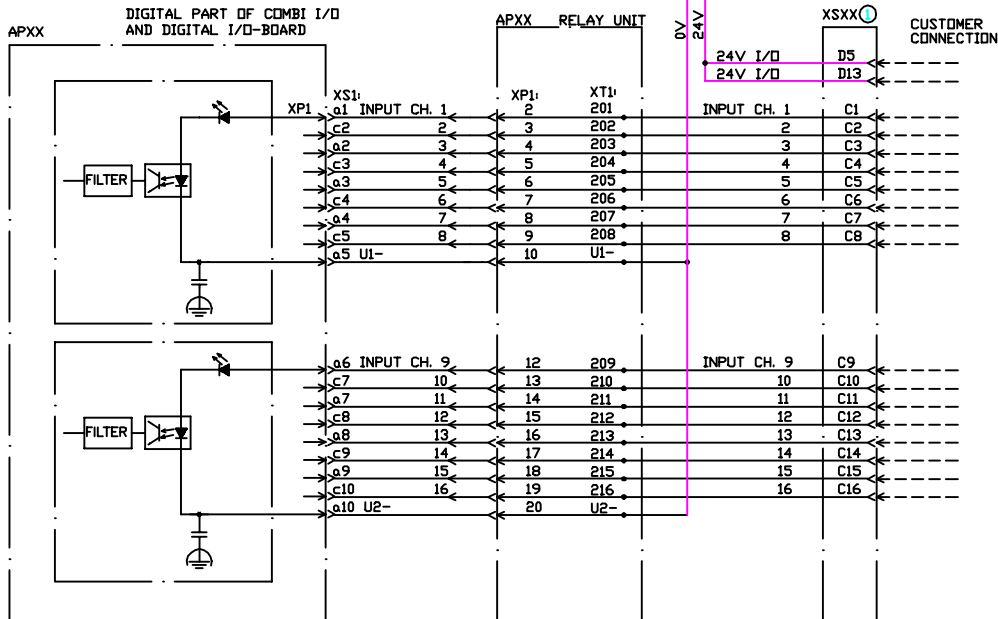 DIGITAL PART OF COMBI I/O
AND DIGITAL I/O-BOARD
APXX
APXX RELAY UNIT
0V
24V
XSXX 1
CUSTOMER
CONNECTION
24V I/O D5
24V I/O D13
XP1
XS1:
XP1:
XT1:
a1 INPUT CH. 1 2 201 INPUT CH. 1 C1
c2 2 3 202 2 C2
a2 3 4 203 3 C3
c3 4 5 204 4 C4
a3 5 6 205 5 C5
c4 6 7 206 6 C6
a4 7 8 207 7 C7
c5 8 9 208 8 C8
a5 U1- 10 U1-
FILTER
a6 INPUT CH. 9 12 209 INPUT CH. 9 C9
c7 10 13 210 10 C10
a7 11 14 211 11 C11
c8 12 15 212 12 C12
a8 13 16 213 13 C13
c9 14 17 214 14 C14
a9 15 18 215 15 C15
c10 16 19 216 16 C16
a10 U2- 20 U2-
FILTER